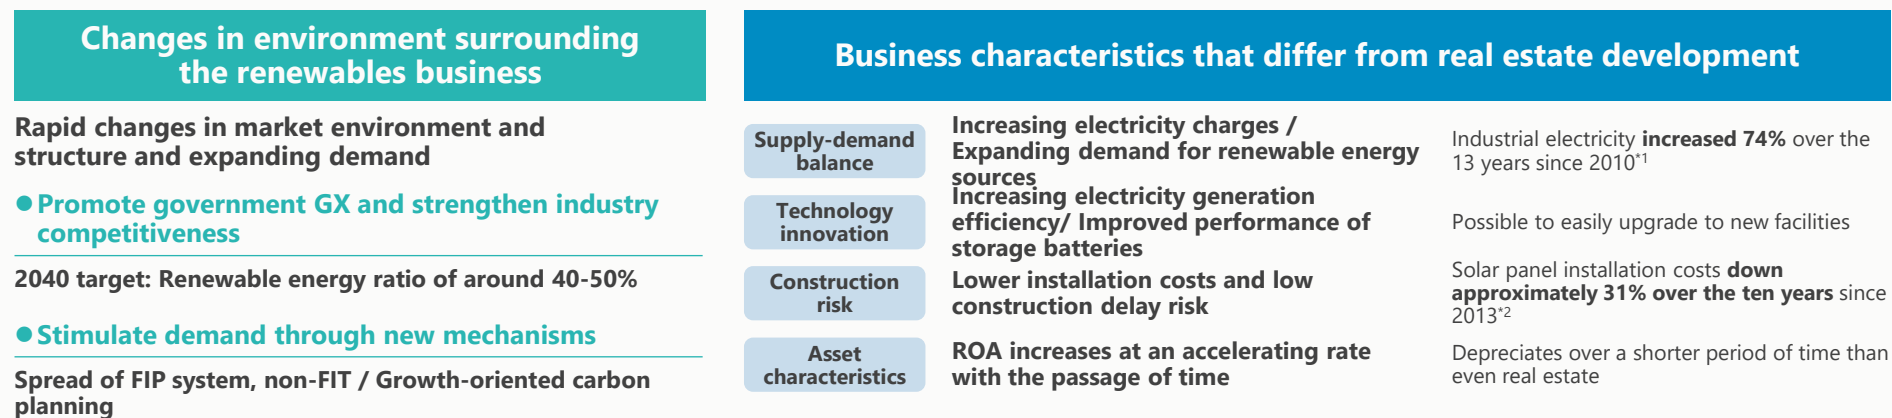 Changes in environment surrounding
the renewables business
Rapid changes in market environment and
structure and expanding demand
● Promote government GX and strengthen industry
competitiveness
2040 target: Renewable energy ratio of around 40-50%
● Stimulate demand through new mechanisms
Spread of FIP system, non-FIT / Growth-oriented carbon
planning
Business characteristics that differ from real estate development
Supply-demand
balance
Increasing electricity charges /
Expanding demand for renewable energy
sources
Industrial electricity increased 74% over the
13 years since 2010*1
Technology
innovation
Increasing electricity generation
efficiency/ Improved performance of
storage batteries
Possible to easily upgrade to new facilities
Construction
risk
Lower installation costs and low
construction delay risk
Solar panel installation costs down
approximately 31% over the ten years since
2013*2
Asset
characteristics
ROA increases at an accelerating rate
with the passage of time
Depreciates over a shorter period of time than
even real estate